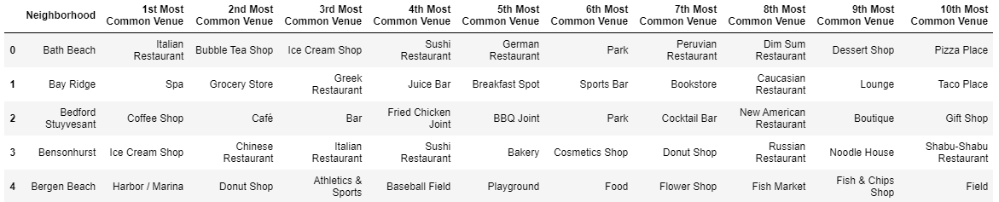 Neighborhood 1st Most Common Venue 2nd Most Common Venue 3rd Most Common Venue 4th Most Common Venue 5th Most Common Venue 6th Most Common Venue 7th Most Common Venue 8th Most Common Venue 9th Most Common Venue 10th Most Common Venue
0 Bath Beach Italian Restaurant Bubble Tea Shop Ice Cream Shop Sushi Restaurant German Restaurant Park Peruvian Restaurant Dim Sum Restaurant Dessert Shop Pizza Place
1 Bay Ridge Spa Grocery Store Greek Restaurant Juice Bar Breakfast Spot Sports Bar Bookstore Caucasian Restaurant Lounge Taco Place
2 Bedford Stuyvesant Coffee Shop Café Bar Fried Chicken Joint BBQ Joint Park Cocktail Bar New American Restaurant Boutique Gift Shop
3 Bensonhurst Ice Cream Shop Chinese Restaurant Italian Restaurant Sushi Restaurant Bakery Cosmetics Shop Donut Shop Russian Restaurant Noodle House Shabu-Shabu Restaurant
4 Bergen Beach Harbor / Marina Donut Shop Athletics & Sports Baseball Field Playground Food Flower Shop Fish Market Fish & Chips Shop Field